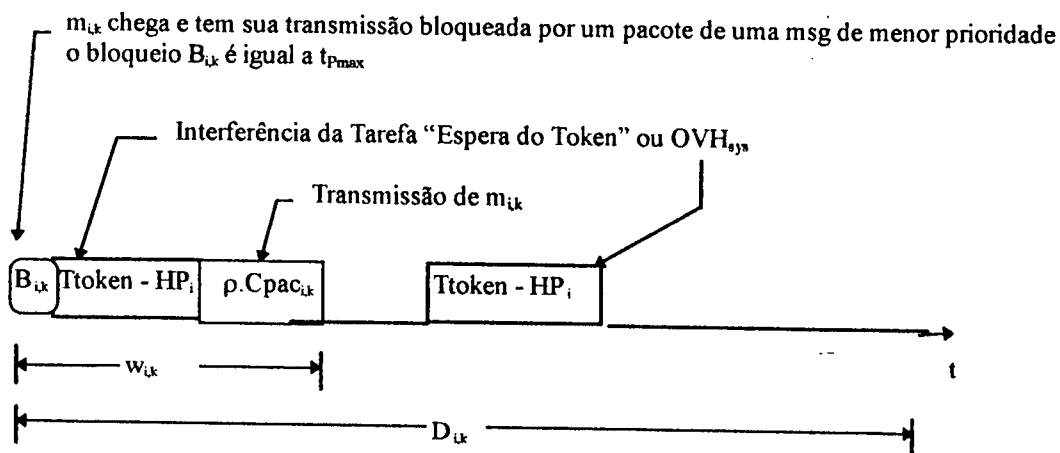 m_{i,k} chega e tem sua transmissão bloqueada por um pacote de uma msg de menor prioridade
o bloqueio B_{i,k} é igual a t_{Pmax}
Interferência da Tarefa “Espera do Token” ou OVH_{sys}
Transmissão de m_{i,k}
B_{i,k} Ttoken - HP_i ρ.Cpac_{i,k} Ttoken - HP_i
w_{i,k} t
D_{i,k}